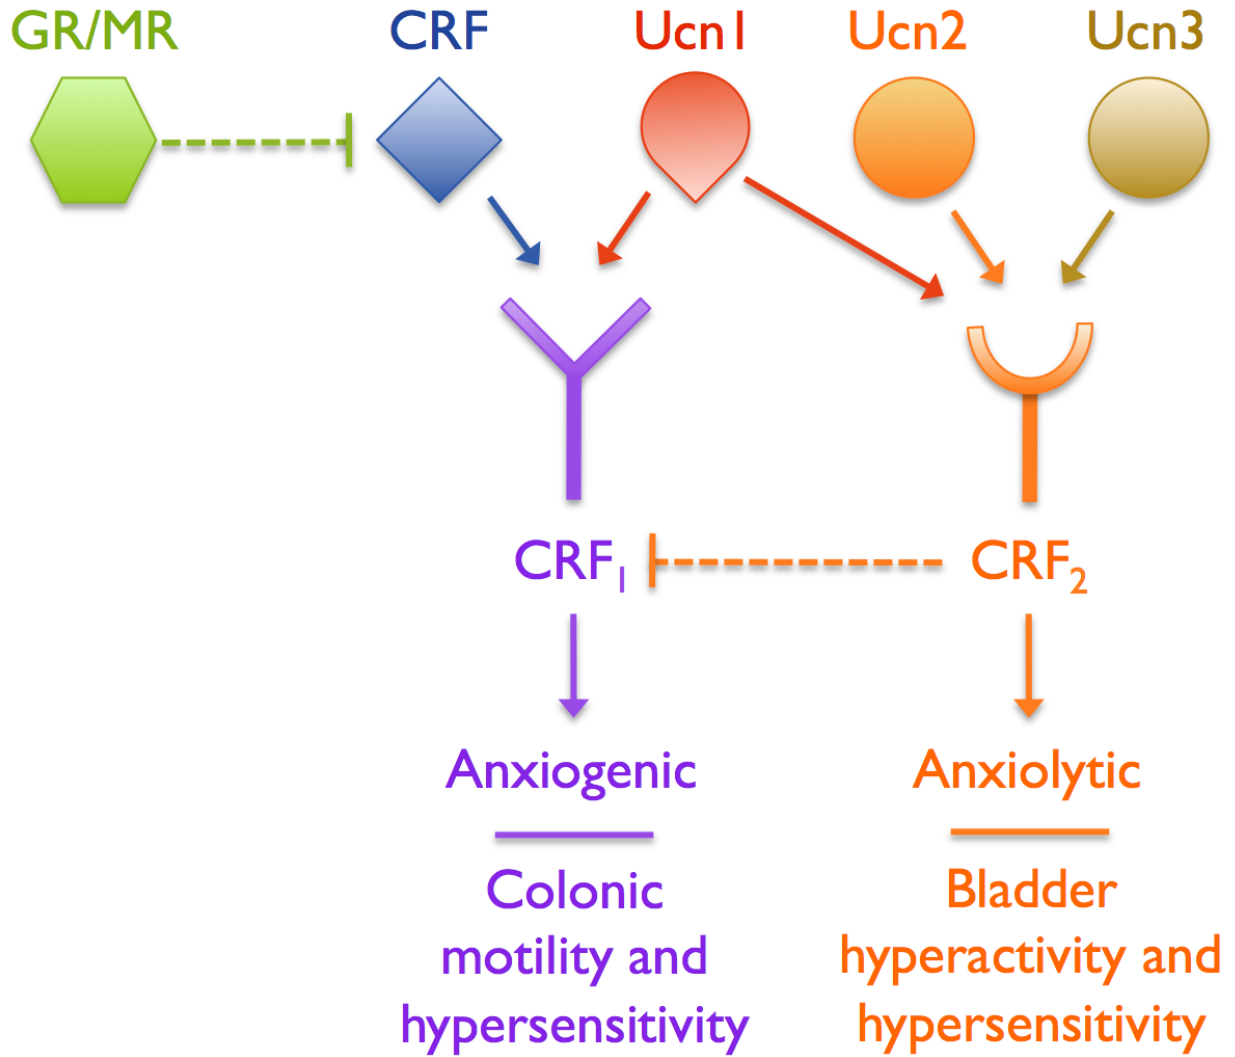 GR/MR CRF Ucn1 Ucn2 Ucn3
CRF₁ CRF₂
Anxiogenic Anxiolytic
Colonic
motility and
hypersensitivity
Bladder
hyperactivity and
hypersensitivity